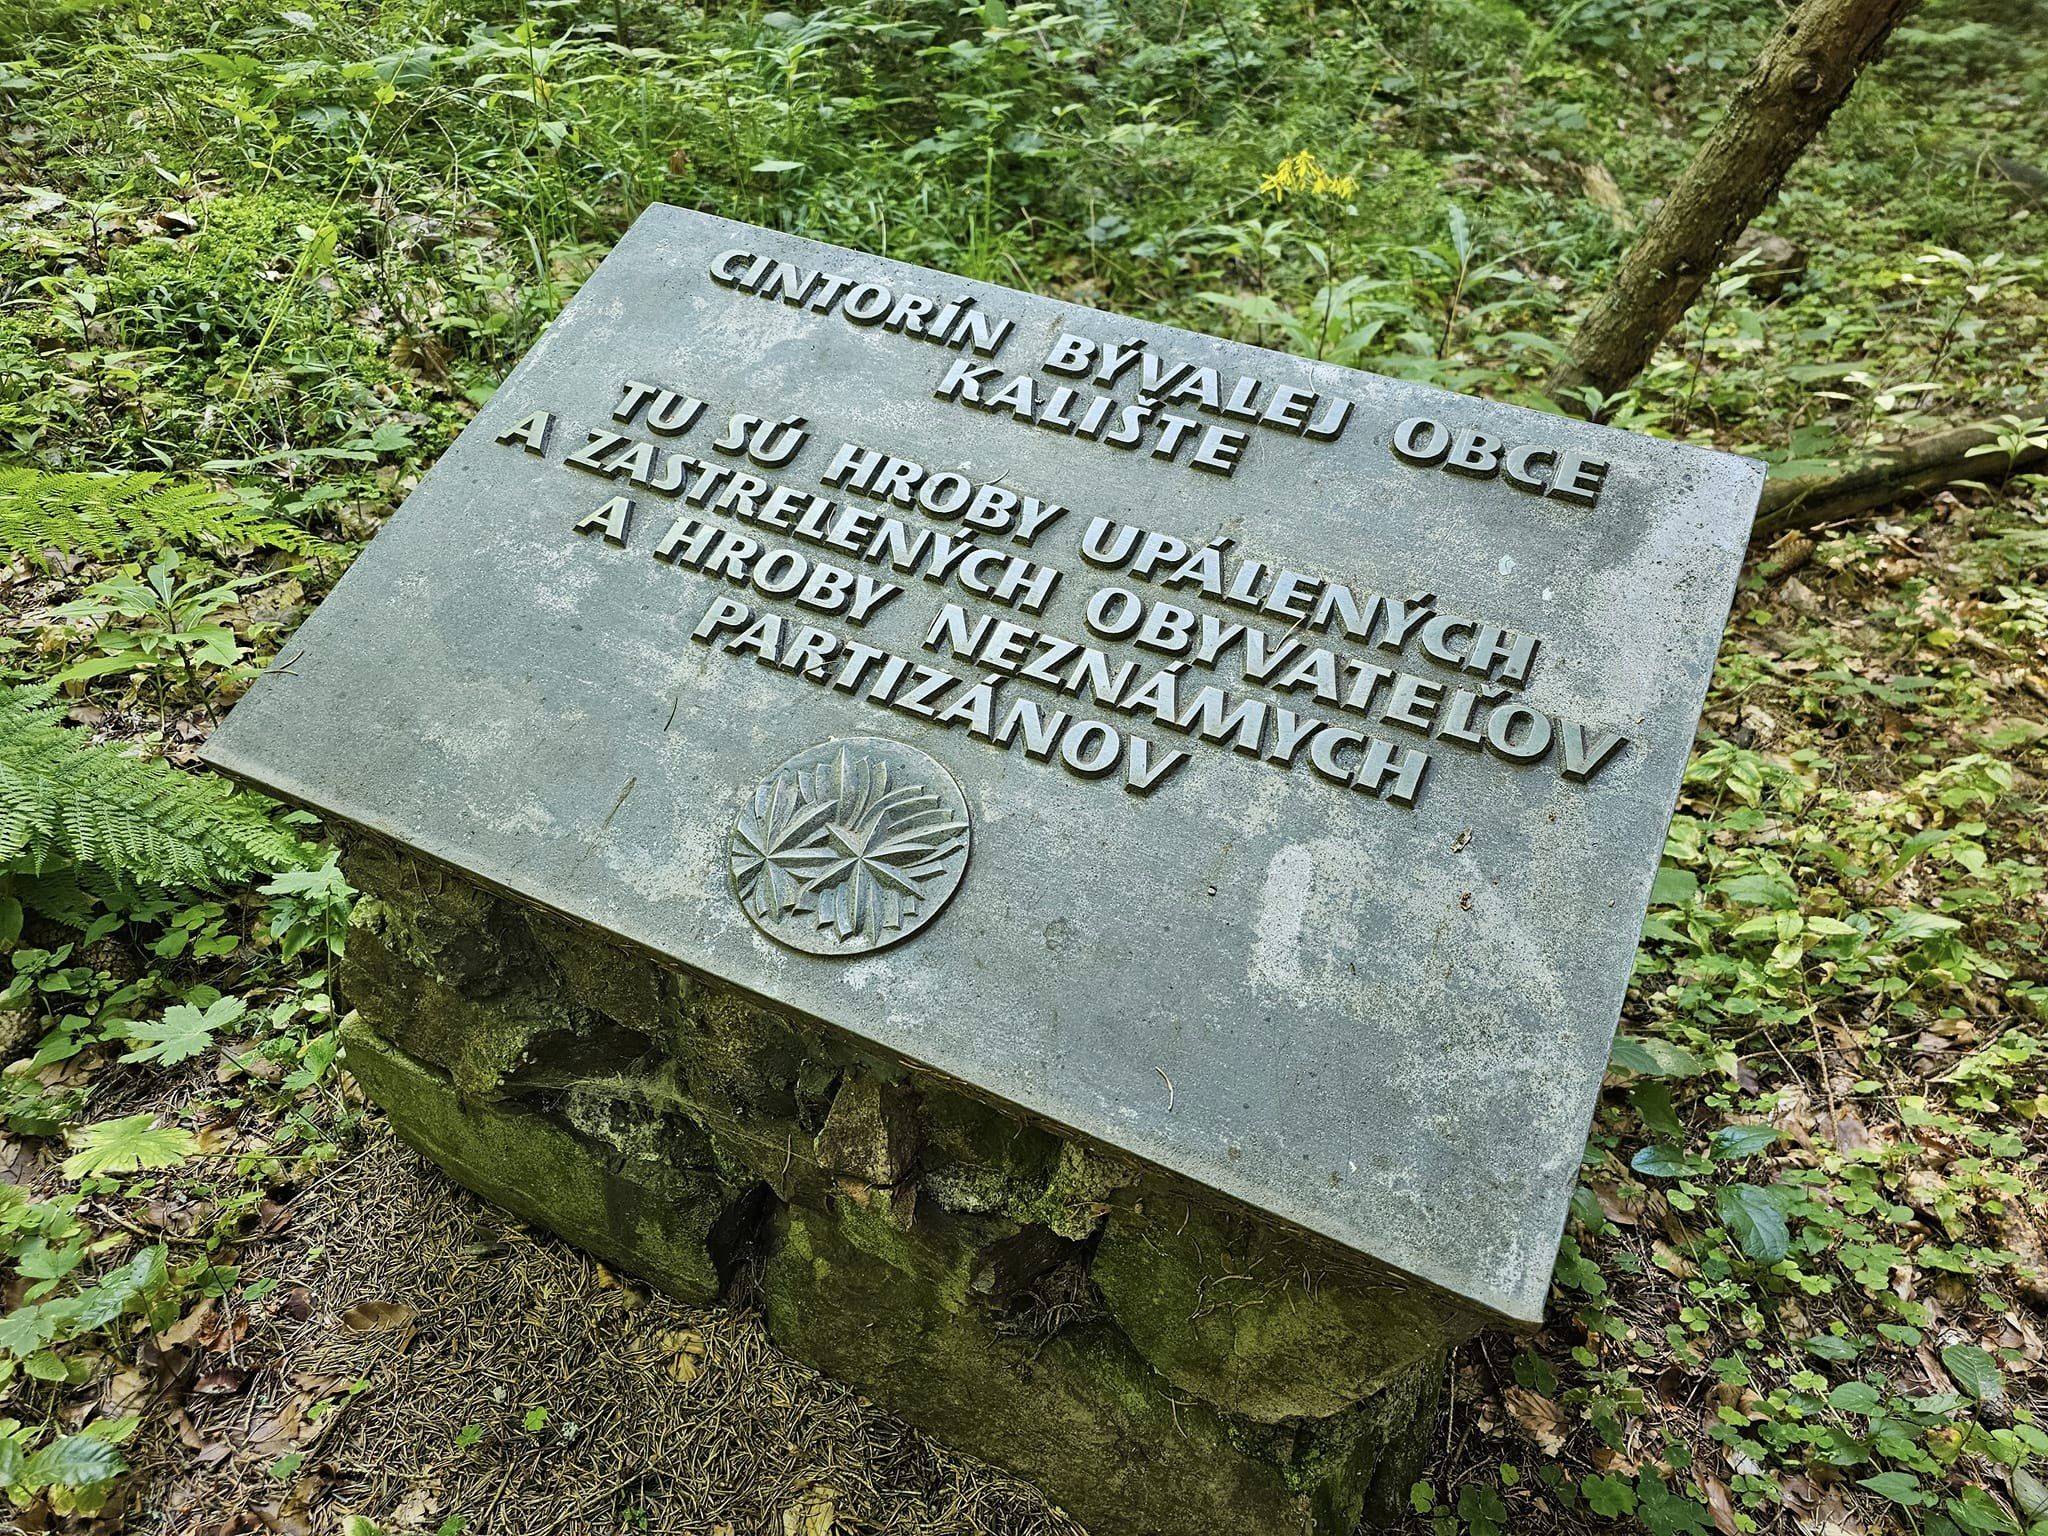 CINTORÍN BÝVALEJ OBCE
KALIŠTE
TU SÚ HROBY UPÁLENÝCH
A ZASTRELENÝCH OBYVATEĽOV
A HROBY NEZNÁMYCH
PARTIZÁNOV